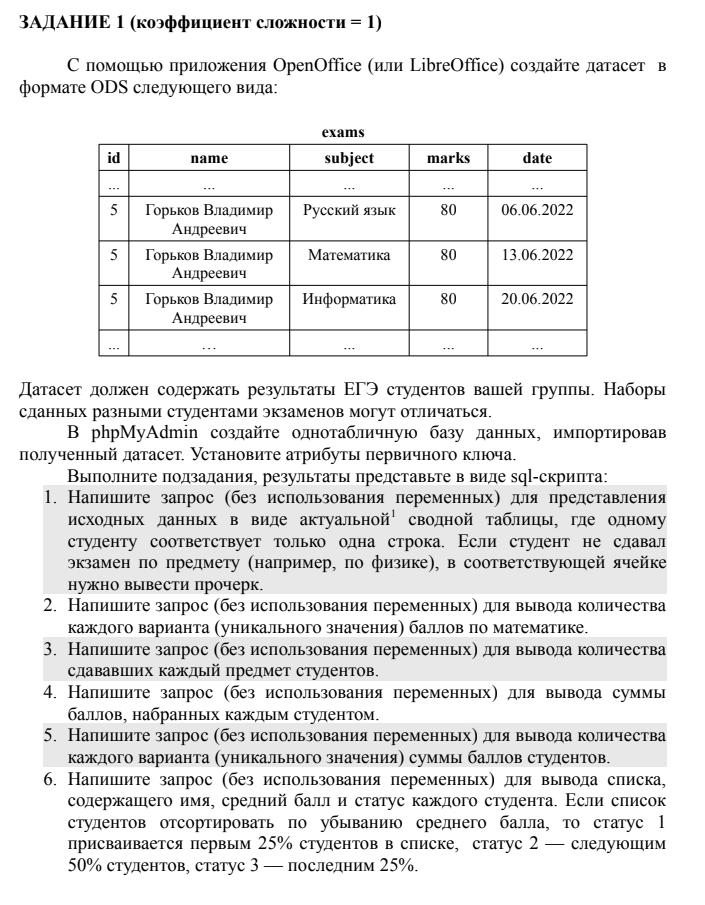 ЗАДАНИЕ 1 (коэффициент сложности = 1)
С помощью приложения OpenOffice (или LibreOffice) создайте датасет в
формате ODS следующего вида:
exams
id name subject marks date
... ... ... ... ...
5 Горьков Владимир Андреевич Русский язык 80 06.06.2022
5 Горьков Владимир Андреевич Математика 80 13.06.2022
5 Горьков Владимир Андреевич Информатика 80 20.06.2022
... … ... ... ...
Датасет должен содержать результаты ЕГЭ студентов вашей группы. Наборы
сданных разными студентами экзаменов могут отличаться.
В phpMyAdmin создайте однотабличную базу данных, импортировав
полученный датасет. Установите атрибуты первичного ключа.
Выполните подзадания, результаты представьте в виде sql-скрипта:
1. Напишите запрос (без использования переменных) для представления
исходных данных в виде актуальной¹ сводной таблицы, где одному
студенту соответствует только одна строка. Если студент не сдавал
экзамен по предмету (например, по физике), в соответствующей ячейке
нужно вывести прочерк.
2. Напишите запрос (без использования переменных) для вывода количества
каждого варианта (уникального значения) баллов по математике.
3. Напишите запрос (без использования переменных) для вывода количества
сдававших каждый предмет студентов.
4. Напишите запрос (без использования переменных) для вывода суммы
баллов, набранных каждым студентом.
5. Напишите запрос (без использования переменных) для вывода количества
каждого варианта (уникального значения) суммы баллов студентов.
6. Напишите запрос (без использования переменных) для вывода списка,
содержащего имя, средний балл и статус каждого студента. Если список
студентов отсортировать по убыванию среднего балла, то статус 1
присваивается первым 25% студентов в списке, статус 2 — следующим
50% студентов, статус 3 — последним 25%.